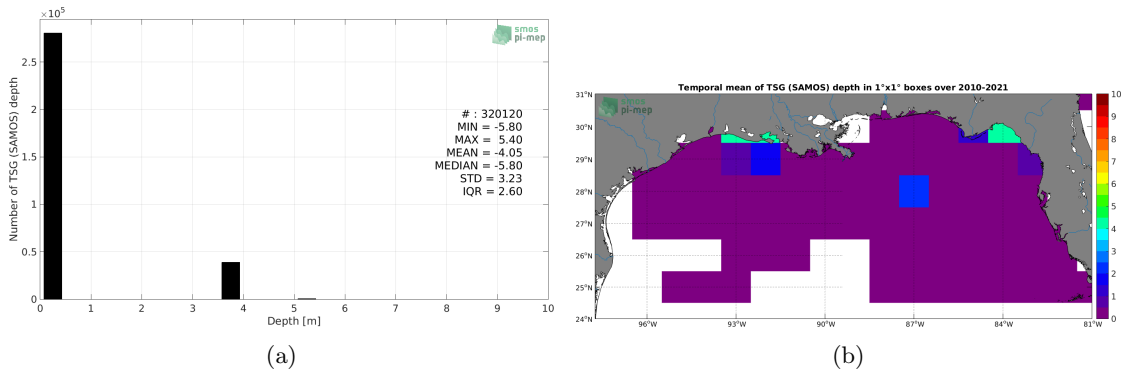 ×10⁵
smos
pi-mep
Number of TSG (SAMOS) depth
2.5
2
1.5
1
0.5
0
# : 320120
MIN = -5.80
MAX = 5.40
MEAN = -4.05
MEDIAN = -5.80
STD = 3.23
IQR = 2.60
0 1 2 3 4 5 6 7 8 9 10
Depth [m]
(a)
Temporal mean of TSG (SAMOS) depth in 1°x1° boxes over 2010-2021
smos
pi-mep
31°N
30°N
29°N
28°N
27°N
26°N
25°N
24°N
96°W 93°W 90°W 87°W 84°W 81°W
10
9
8
7
6
5
4
3
2
1
0
(b)